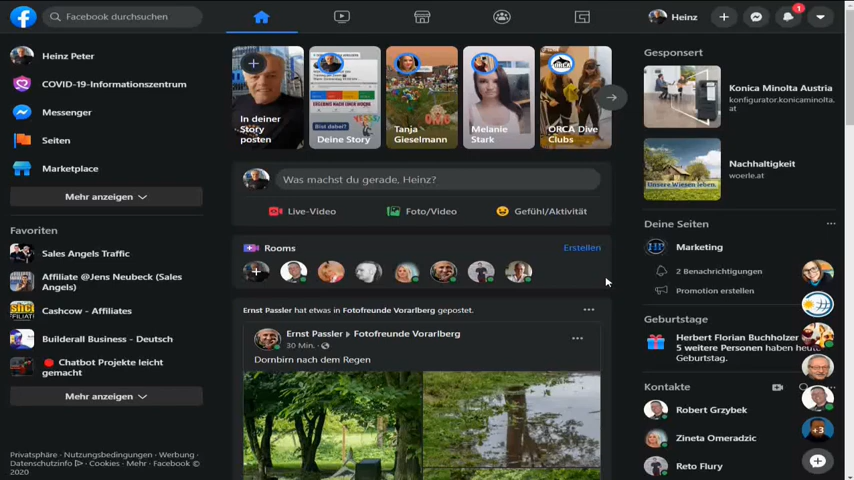 Facebook durchsuchen
Heinz
1
Heinz Peter
COVID-19-Informationszentrum
Messenger
Seiten
Marketplace
Mehr anzeigen
Favoriten
Sales Angels Traffic
Affiliate @Jens Neubeck (Sales
Angels)
Cashcow - Affiliates
Builderall Business - Deutsch
Chatbot Projekte leicht
gemacht
Mehr anzeigen
Privatsphäre · Nutzungsbedingungen · Werbung ·
Datenschutzinfo · Cookies · Mehr · Facebook ©
2020
In deiner
Story
posten
Deine Story
Tanja
Gieselmann
Melanie
Stark
ORCA
ORCA Dive
Clubs
Was machst du gerade, Heinz?
Live-Video
Foto/Video
Gefühl/Aktivität
Rooms
Erstellen
Ernst Passler hat etwas in Fotofreunde Vorarlberg gepostet.
Ernst Passler
Fotofreunde Vorarlberg
30 Min. ·
Dornbirn nach dem Regen
Gesponsert
Konica Minolta Austria
konfigurator.konicaminolta.
at
Nachhaltigkeit
woerle.at
Unsere Wiesen leben.
Deine Seiten
Marketing
2 Benachrichtigungen
Promotion erstellen
Geburtstage
Herbert Florian Buchholzer
5 weitere Personen haben heu
Geburtstag.
Kontakte
Robert Grzybek
Zineta Omeradzic
Reto Flury
+3